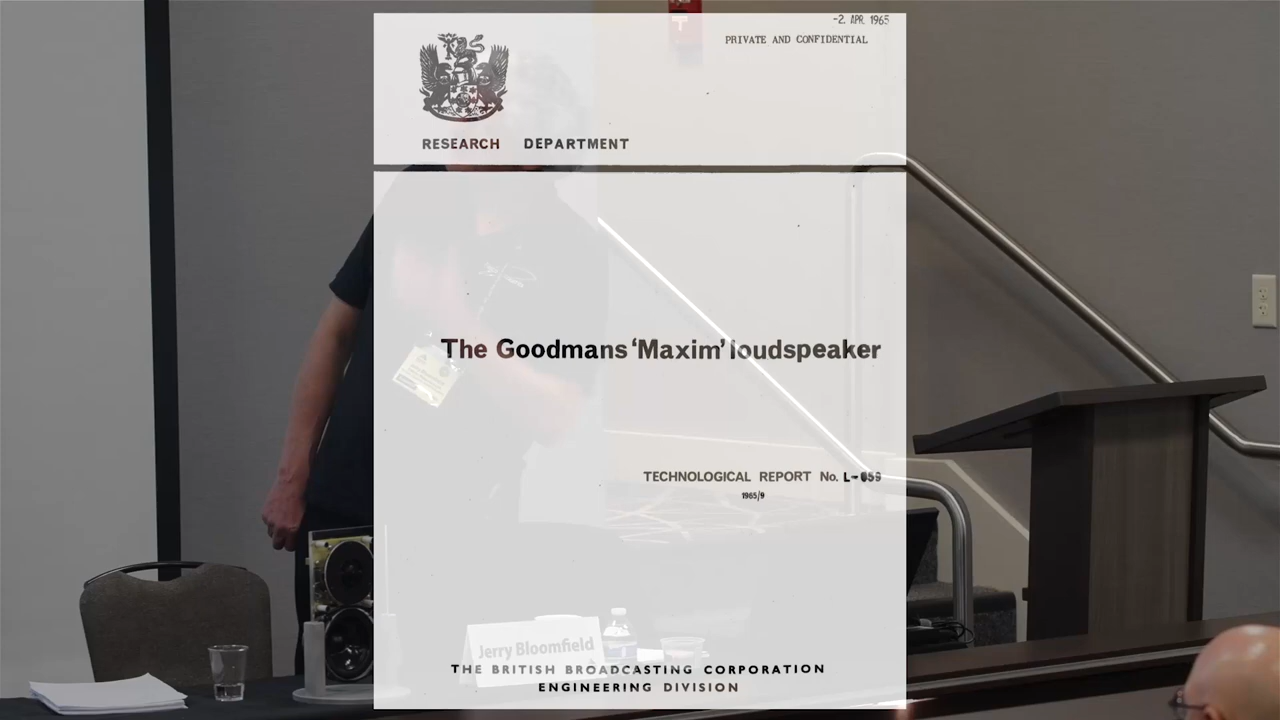 -2. APR. 1965
PRIVATE AND CONFIDENTIAL
RESEARCH DEPARTMENT
The Goodmans 'Maxim' loudspeaker
TECHNOLOGICAL REPORT No. L-059
1965/9
Jerry Bloomfield
THE BRITISH BROADCASTING CORPORATION
ENGINEERING DIVISION